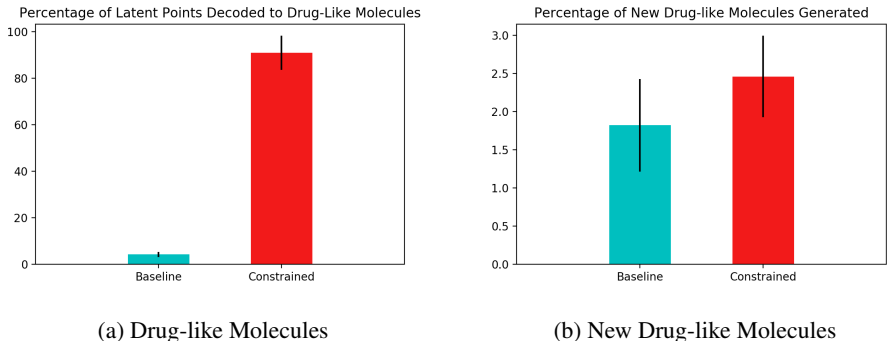 Percentage of Latent Points Decoded to Drug-Like Molecules
100
80
60
40
20
0
Baseline
Constrained
(a) Drug-like Molecules
Percentage of New Drug-like Molecules Generated
3.0
2.5
2.0
1.5
1.0
0.5
0.0
Baseline
Constrained
(b) New Drug-like Molecules